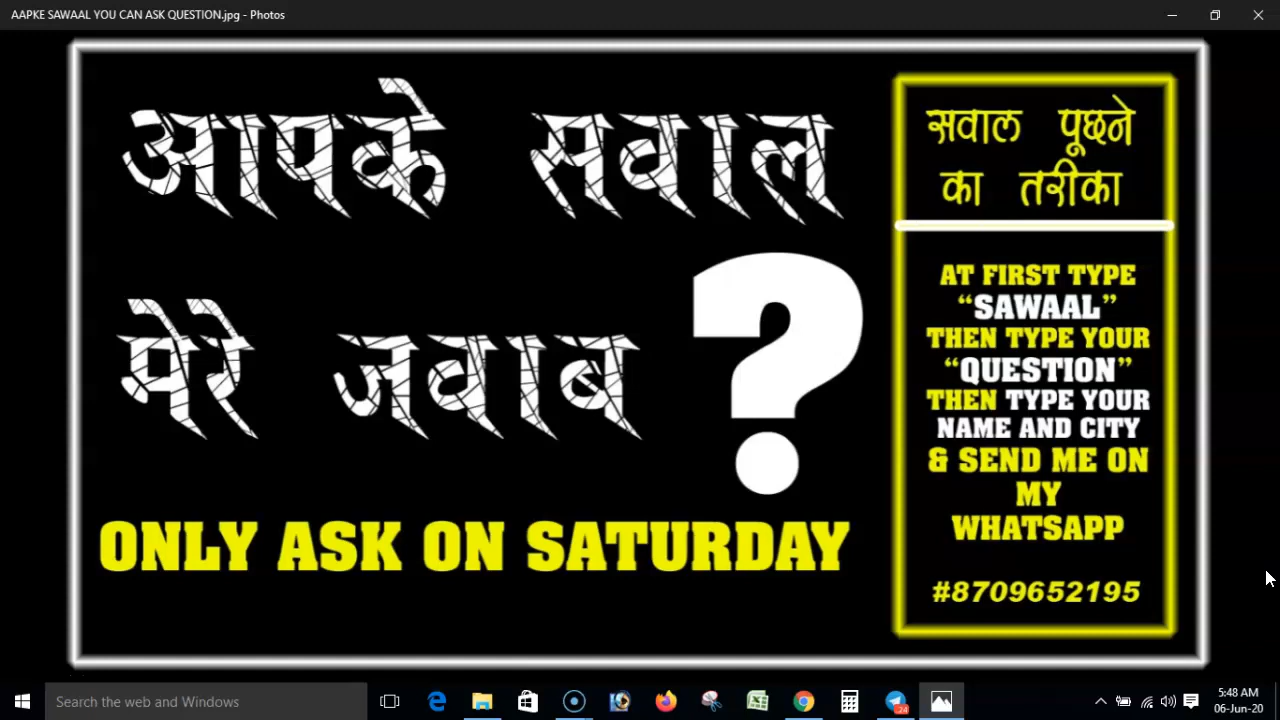 AAPKE SAWAAL YOU CAN ASK QUESTION.jpg - Photos
आपके सवाल
मेरे जवाब ?
ONLY ASK ON SATURDAY
सवाल पूछने
का तरीका
AT FIRST TYPE
“SAWAAL”
THEN TYPE YOUR
“QUESTION”
THEN TYPE YOUR
NAME AND CITY
& SEND ME ON
MY
WHATSAPP
#8709652195
Search the web and Windows
24
5:48 AM
06-Jun-20